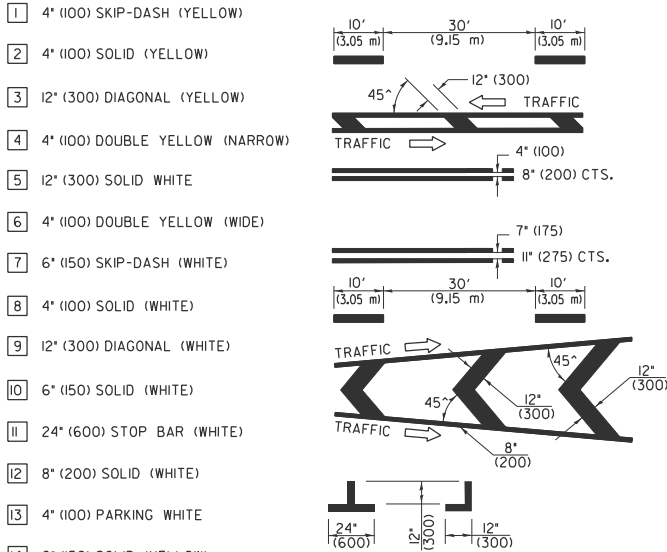 1 4" (100) SKIP-DASH (YELLOW)
2 4" (100) SOLID (YELLOW)
3 12" (300) DIAGONAL (YELLOW)
4 4" (100) DOUBLE YELLOW (NARROW)
5 12" (300) SOLID WHITE
6 4" (100) DOUBLE YELLOW (WIDE)
7 6" (150) SKIP-DASH (WHITE)
8 4" (100) SOLID (WHITE)
9 12" (300) DIAGONAL (WHITE)
10 6" (150) SOLID (WHITE)
11 24" (600) STOP BAR (WHITE)
12 8" (200) SOLID (WHITE)
13 4" (100) PARKING WHITE
10' 30' 10'
(3.05 m) (9.15 m) (3.05 m)
12" (300)
45^
TRAFFIC
TRAFFIC
4" (100)
8" (200) CTS.
7" (175)
11" (275) CTS.
10' 30' 10'
(3.05 m) (9.15 m) (3.05 m)
TRAFFIC
45^
12"
(300)
45^
12"
(300)
TRAFFIC
8"
(200)
24"
(600)
12"
(300)
12"
(300)